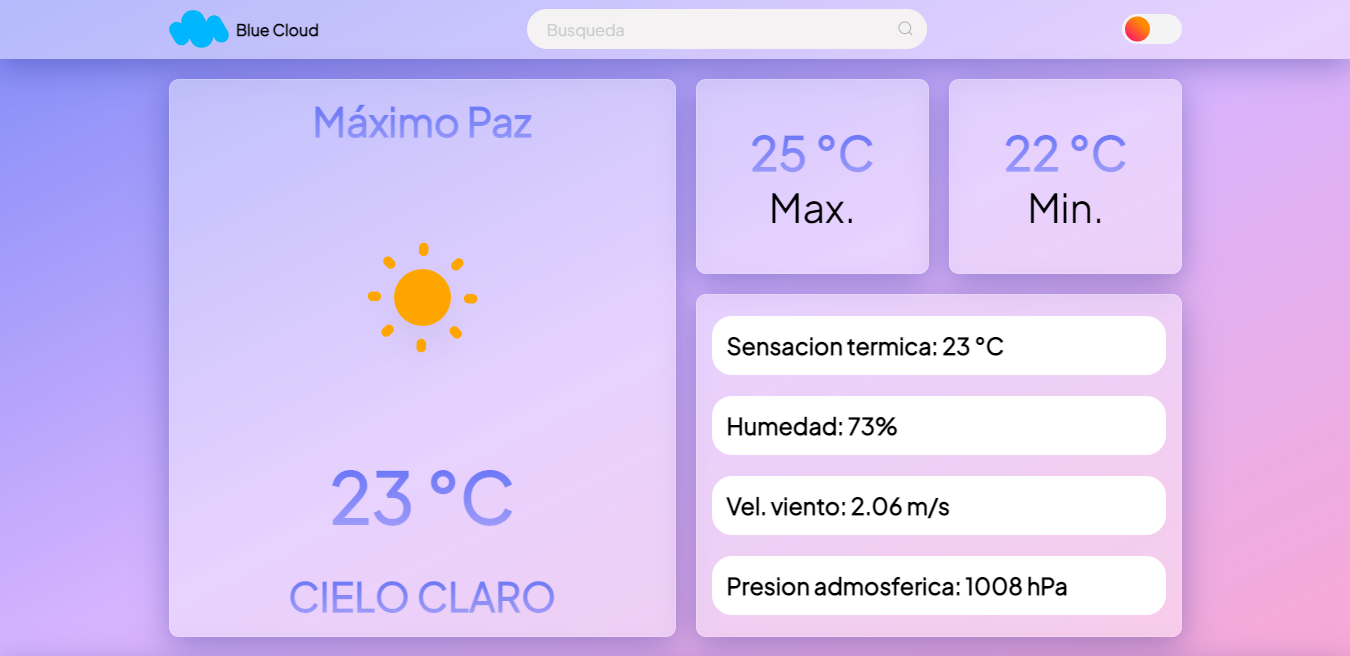 Blue Cloud
Busqueda
Máximo Paz
23 °C
CIELO CLARO
25 °C
Max.
22 °C
Min.
Sensacion termica: 23 °C
Humedad: 73%
Vel. viento: 2.06 m/s
Presion admosferica: 1008 hPa